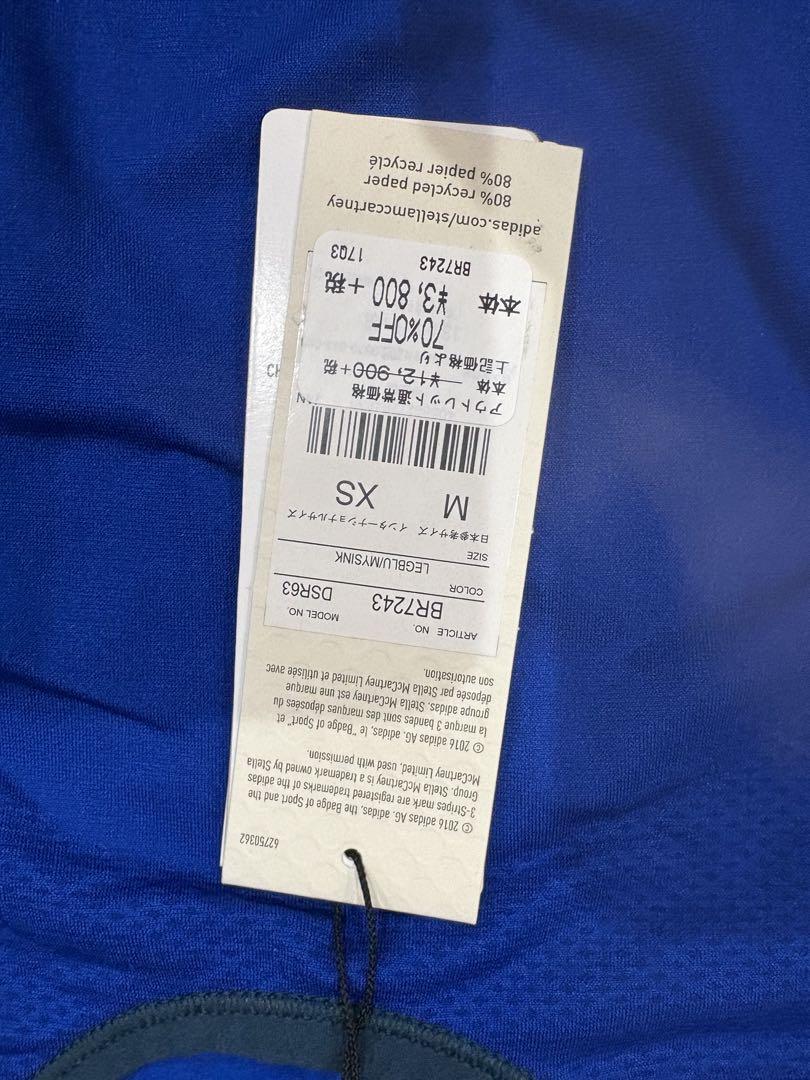 62750362
© 2016 adidas AG. adidas, the Badge of Sport and the
3-Stripes mark are registered trademarks of the adidas
Group. Stella McCartney is a trademark owned by Stella
McCartney Limited, used with permission.
© 2016 adidas AG. adidas, le "Badge of Sport" et
la marque 3 bandes sont des marques déposées du
groupe adidas. Stella McCartney est une marque
déposée par Stella McCartney Limited et utilisée avec
son autorisation.
ARTICLE NO. MODEL NO.
BR7243 DSR63
COLOR
LEGBLU/MYSINK
SIZE
日本参考サイズ インターナショナルサイズ
M XS
アウトレット通常価格
本体 ¥12,900+税
上記価格より
70%OFF
本体 ¥3,800 +税
BR7243 17Q3
adidas.com/stellamccartney
80% recycled paper
80% papier recyclé